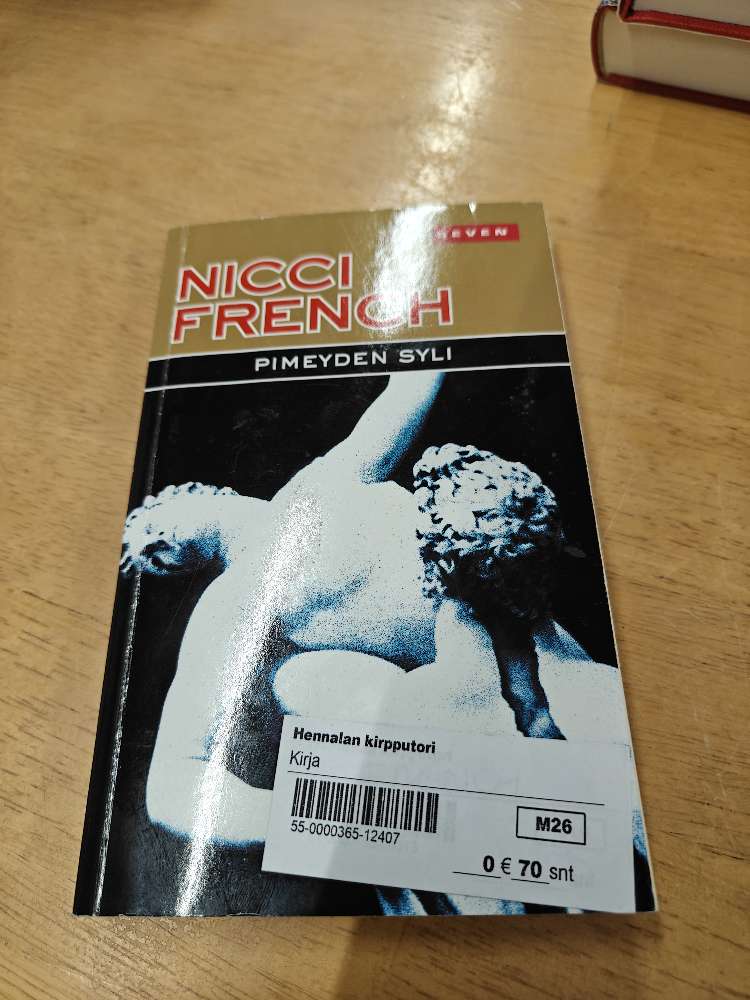 SEVEN
NICCI
FRENCH
PIMEYDEN SYLI
Hennalan kirpputori
Kirja
55-0000365-12407
M26
0 € 70 snt